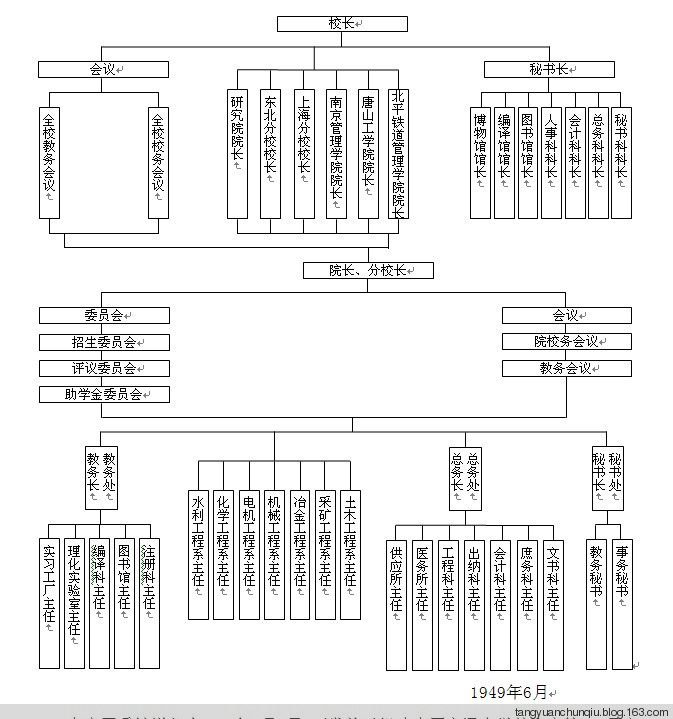 校长
会议
秘书长
全校教务会议
全校校务会议
研究院院长
东北分校校长
上海分校校长
南京管理学院院长
唐山工学院院长
北平铁道管理学院院长
博物馆馆长
编译馆馆长
图书馆馆长
人事科科长
会计科科长
总务科科长
秘书科科长
院长、分校长
委员会
招生委员会
评议委员会
助学金委员会
会议
院校务会议
教务会议
教务处
教务长
总务处
总务长
秘书处
秘书长
实习工厂主任
理化实验室主任
编译科主任
图书馆主任
注册科主任
水利工程系主任
化学工程系主任
电机工程系主任
机械工程系主任
冶金工程系主任
采矿工程系主任
土木工程系主任
供应所主任
医务所主任
工程科主任
出纳科主任
会计科主任
庶务科主任
文书科主任
教务秘书
事务秘书
1949年6月
tangyuanchunqiu.blog.163.com